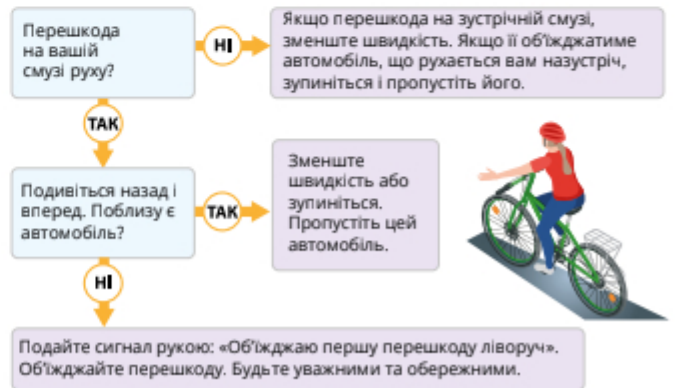 Перешкода
на вашій
смузі руху?
НІ
Якщо перешкода на зустрічній смузі,
зменште швидкість. Якщо її об’їжджатиме
автомобіль, що рухається вам назустріч,
зупиніться і пропустіть його.
ТАК
Подивіться назад і
вперед. Поблизу є
автомобіль?
ТАК
Зменште
швидкість або
зупиніться.
Пропустіть цей
автомобіль.
НІ
Подайте сигнал рукою: «Об’їжджаю першу перешкоду ліворуч».
Об’їжджайте перешкоду. Будьте уважними та обережними.